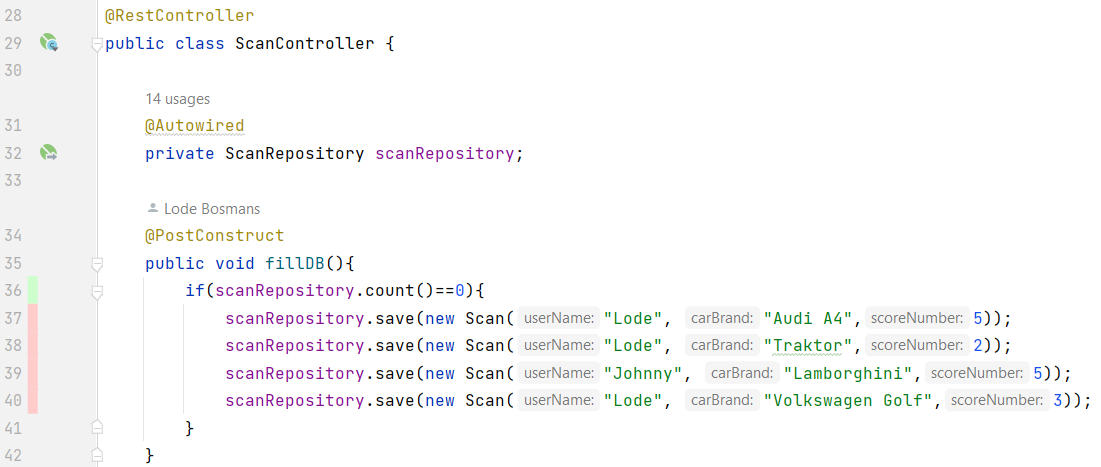 28 @RestController
29 public class ScanController {
30
14 usages
31 @Autowired
32 private ScanRepository scanRepository;
33
Lode Bosmans
34 @PostConstruct
35 public void fillDB(){
36 if(scanRepository.count()==0){
37 scanRepository.save(new Scan( userName: "Lode", carBrand: "Audi A4", scoreNumber: 5));
38 scanRepository.save(new Scan( userName: "Lode", carBrand: "Traktor", scoreNumber: 2));
39 scanRepository.save(new Scan( userName: "Johnny", carBrand: "Lamborghini", scoreNumber: 5));
40 scanRepository.save(new Scan( userName: "Lode", carBrand: "Volkswagen Golf", scoreNumber: 3));
41 }
42 }